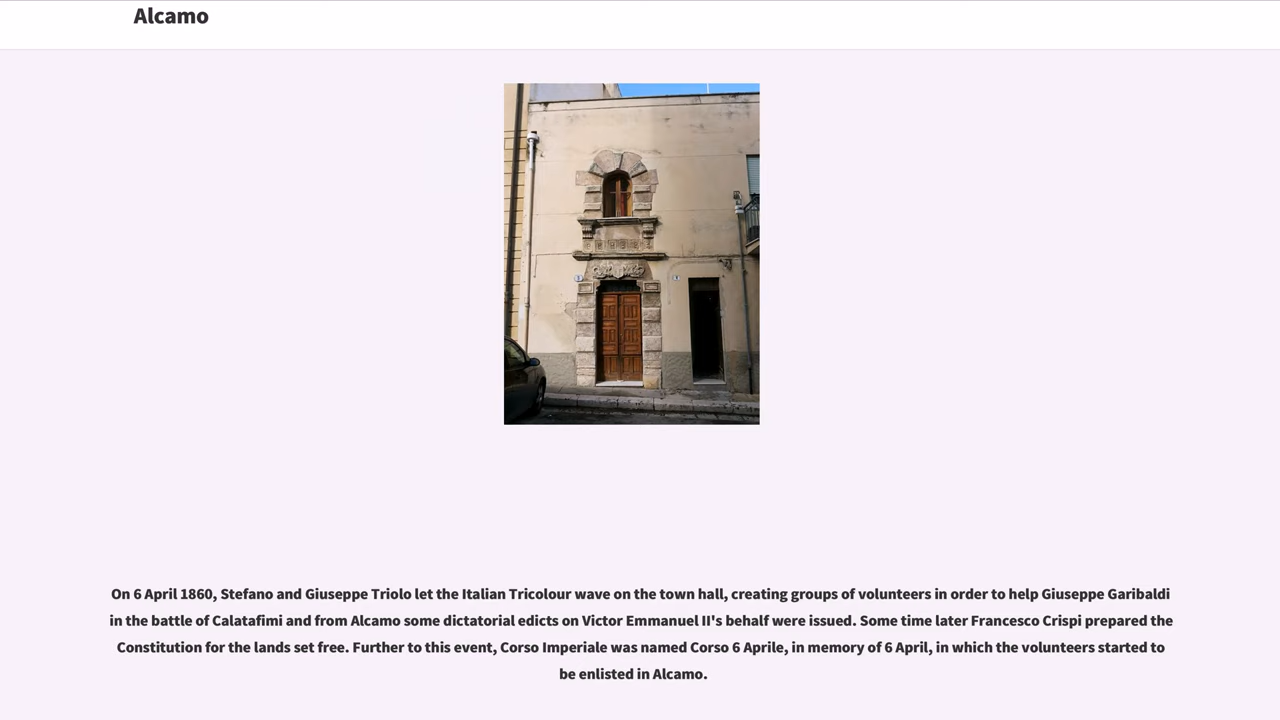 Alcamo
On 6 April 1860, Stefano and Giuseppe Triolo let the Italian Tricolour wave on the town hall, creating groups of volunteers in order to help Giuseppe Garibaldi
in the battle of Calatafimi and from Alcamo some dictatorial edicts on Victor Emmanuel II's behalf were issued. Some time later Francesco Crispi prepared the
Constitution for the lands set free. Further to this event, Corso Imperiale was named Corso 6 Aprile, in memory of 6 April, in which the volunteers started to
be enlisted in Alcamo.